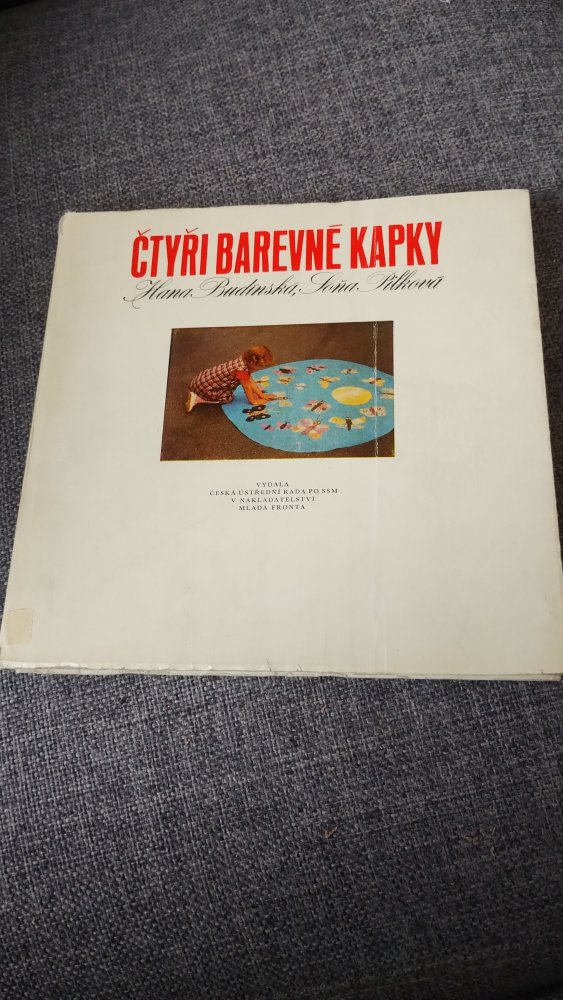 ČTYŘI BAREVNÉ KAPKY
Hana Budínská, Soňa Pilková
VYDALA
ČESKÁ ÚSTŘEDNÍ RADA PO SSM
V NAKLADATELSTVÍ
MLADÁ FRONTA